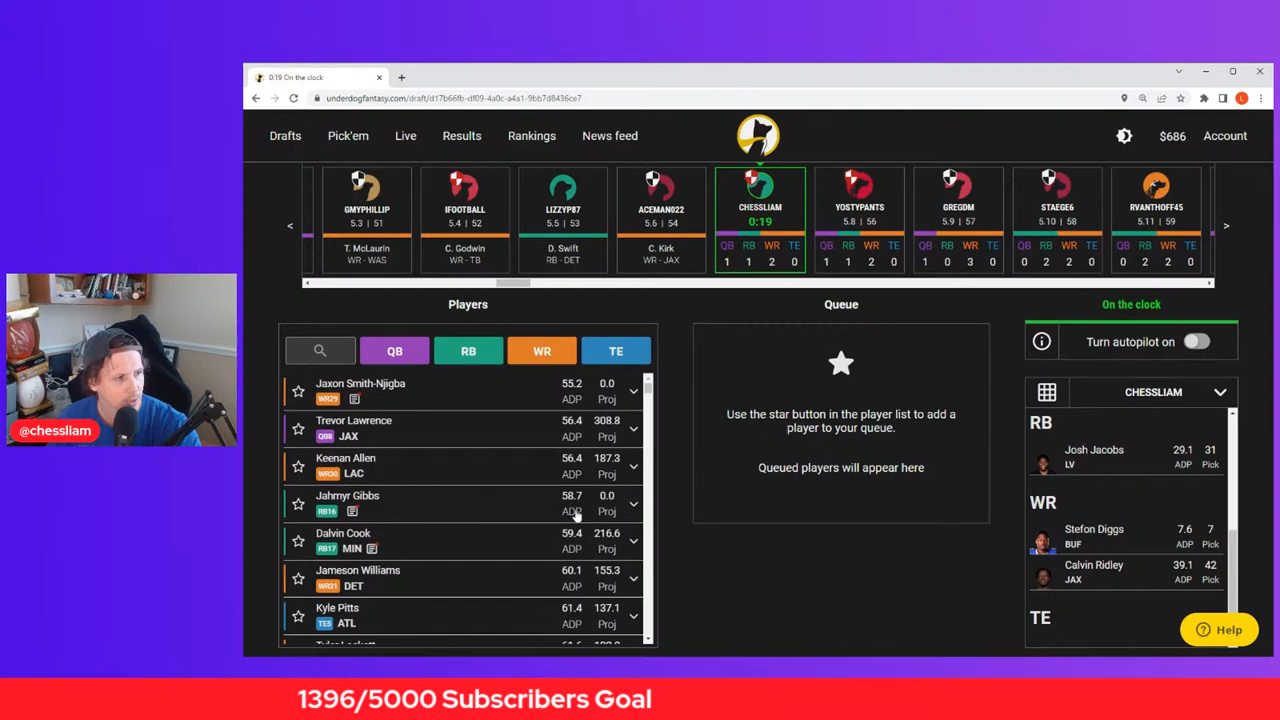 0:19 On the clock
underdogfantasy.com/draft/d17b66fb-df09-4a0c-a4a1-9bb7d8436ce7
Drafts Pick'em Live Results Rankings News feed $686 Account
< GMYPHILLIP IFOOTBALL LIZZYP87 ACEMAN022 CHESSLIAM YOSTYPANTS GREGDM STAEGE6 RVANTHOFF45 >
5.3 | 51 5.4 | 52 5.5 | 53 5.6 | 54 0:19 5.8 | 56 5.9 | 57 5.10 | 58 5.11 | 59
T. McLaurin C. Godwin D. Swift C. Kirk QB RB WR TE QB RB WR TE QB RB WR TE QB RB WR TE QB RB WR TE
WR - WAS WR - TB RB - DET WR - JAX 1 1 2 0 1 1 2 0 1 0 3 0 0 2 2 0 0 2 2 0
Players
QB RB WR TE
Jaxon Smith-Njigba 55.2 0.0
WR29 ADP Proj
Trevor Lawrence 56.4 308.8
QB8 JAX ADP Proj
Keenan Allen 56.4 187.3
WR30 LAC ADP Proj
Jahmyr Gibbs 58.7 0.0
RB16 ADP Proj
Dalvin Cook 59.4 216.6
RB17 MIN ADP Proj
Jameson Williams 60.1 155.3
WR31 DET ADP Proj
Kyle Pitts 61.4 137.1
TE5 ATL ADP Proj
Queue
Use the star button in the player list to add a
player to your queue.
Queued players will appear here
On the clock
Turn autopilot on
CHESSLIAM
RB
Josh Jacobs 29.1 31
LV ADP Pick
WR
Stefon Diggs 7.6 7
BUF ADP Pick
Calvin Ridley 39.1 42
JAX ADP Pick
TE
Help
@chessliam
1396/5000 Subscribers Goal